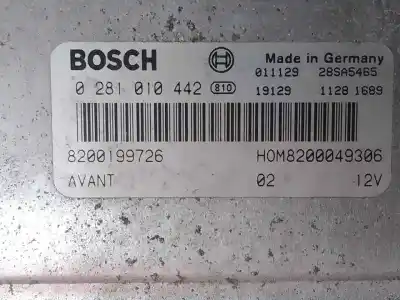 BOSCH
Made in Germany
011129 28SA5465
0 281 010 442 810
19129 1128 1689
8200199726 HOM8200049306
AVANT 02 12V